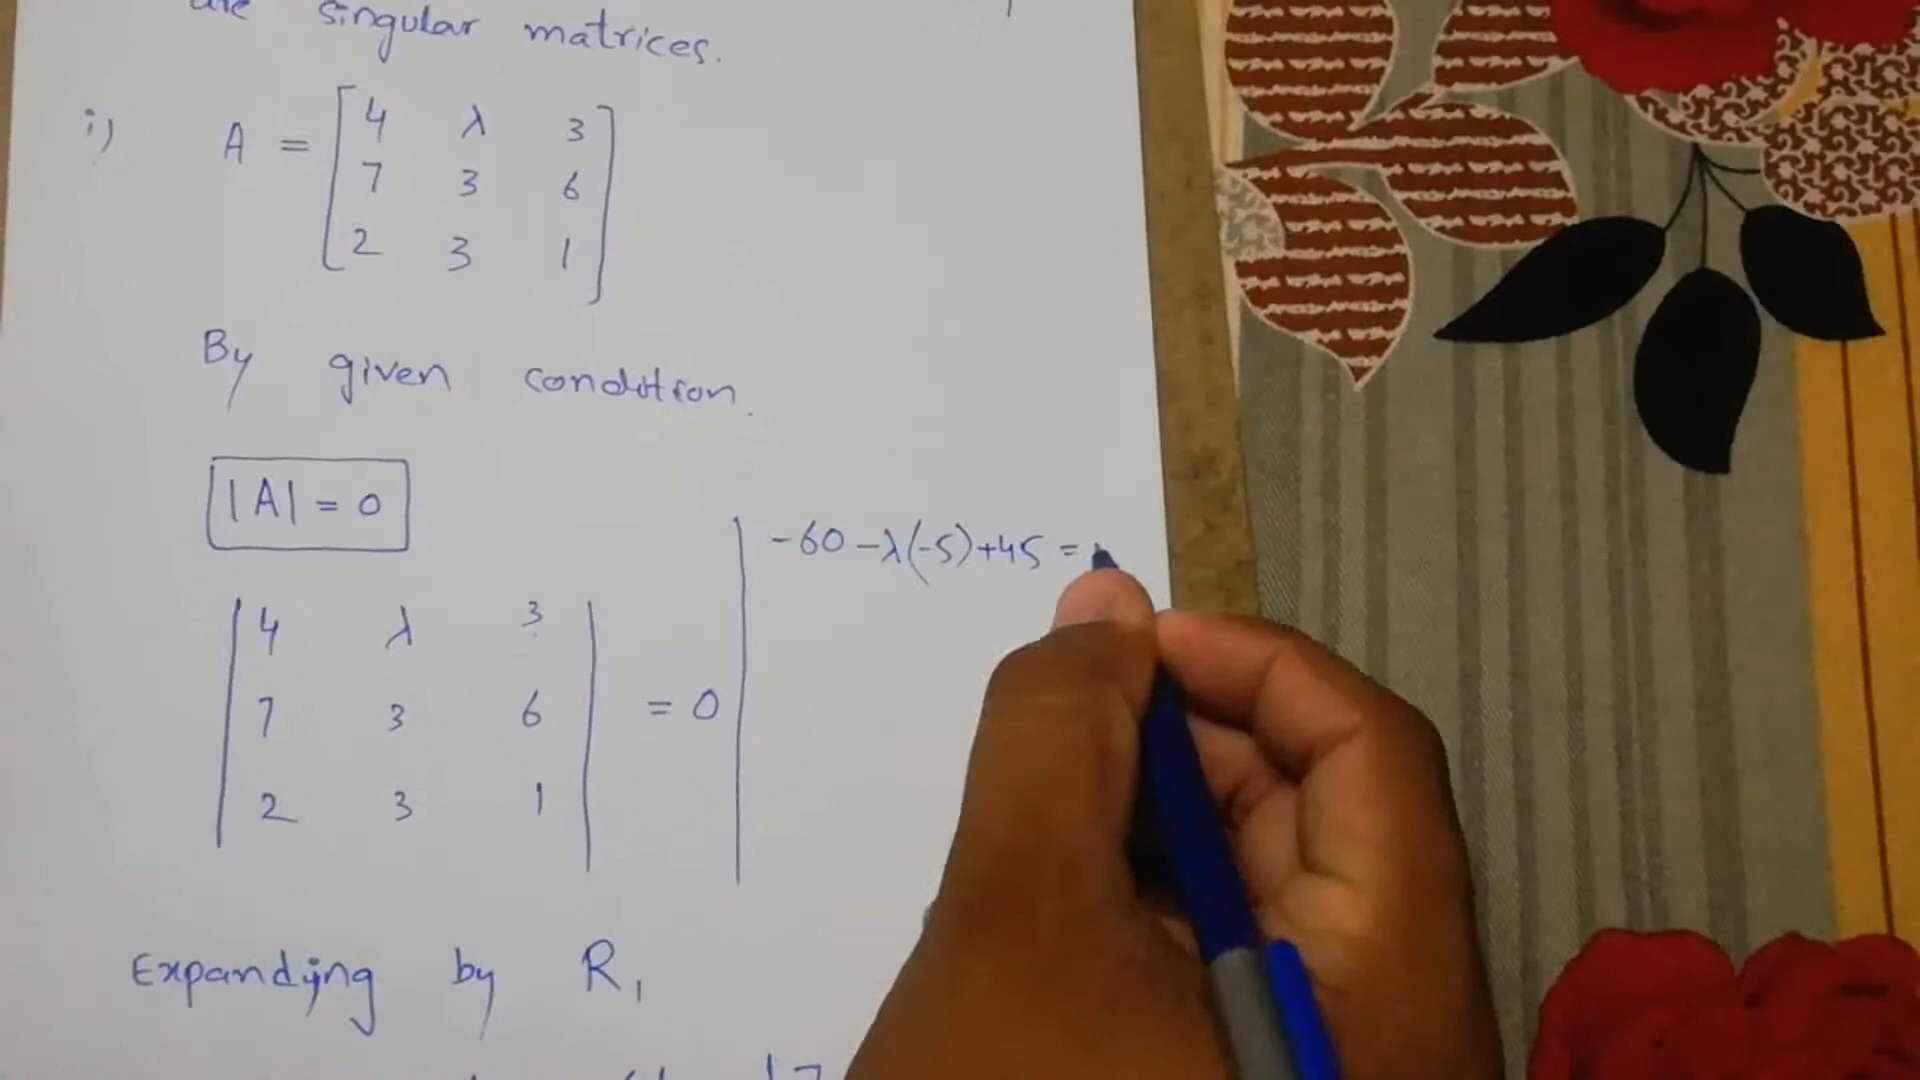 are singular matrices.
i) A = [4 λ 3
7 3 6
2 3 1]
By given condition.
|A| = 0
-60 -λ(-5)+45 =
|4 λ 3
7 3 6 = 0
2 3 1|
Expanding by R1